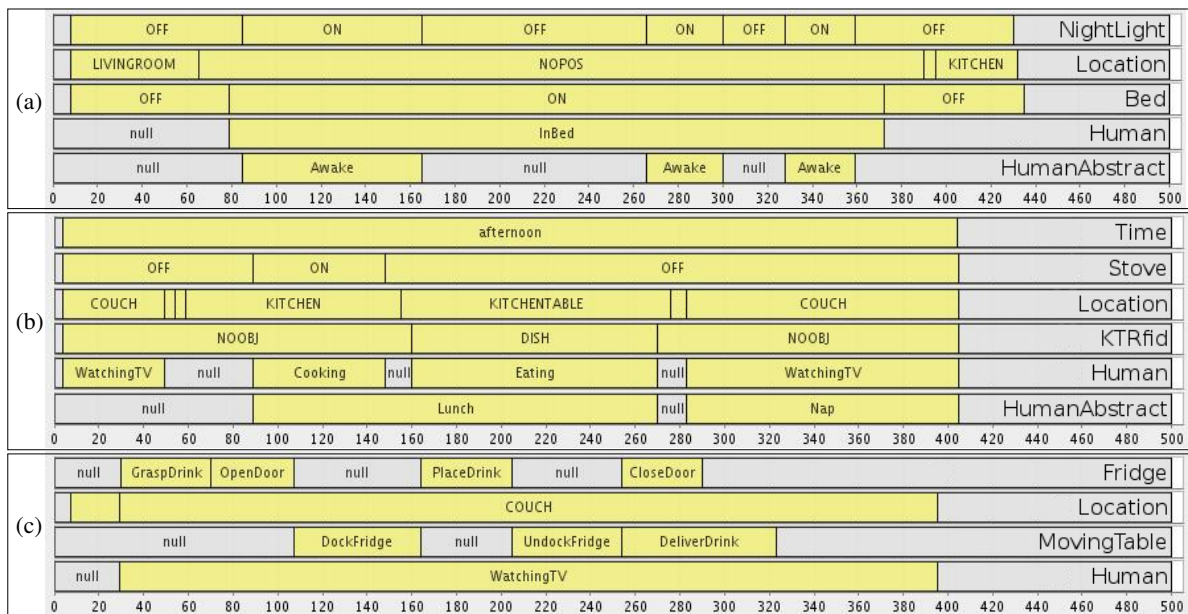 OFF ON OFF ON OFF ON OFF NightLight
LIVINGROOM NOPOS KITCHEN Location
(a) OFF ON OFF Bed
null InBed Human
null Awake null Awake null Awake HumanAbstract
0 20 40 60 80 100 120 140 160 180 200 220 240 260 280 300 320 340 360 380 400 420 440 460 480 500
afternoon Time
OFF ON OFF Stove
COUCH KITCHEN KITCHENTABLE COUCH Location
(b) NOOBJ DISH NOOBJ KTRfid
WatchingTV null Cooking null Eating null WatchingTV Human
null Lunch null Nap HumanAbstract
0 20 40 60 80 100 120 140 160 180 200 220 240 260 280 300 320 340 360 380 400 420 440 460 480 500
null GraspDrink OpenDoor null PlaceDrink null CloseDoor Fridge
COUCH Location
(c) null DockFridge null UndockFridge DeliverDrink MovingTable
null WatchingTV Human
0 20 40 60 80 100 120 140 160 180 200 220 240 260 280 300 320 340 360 380 400 420 440 460 480 500